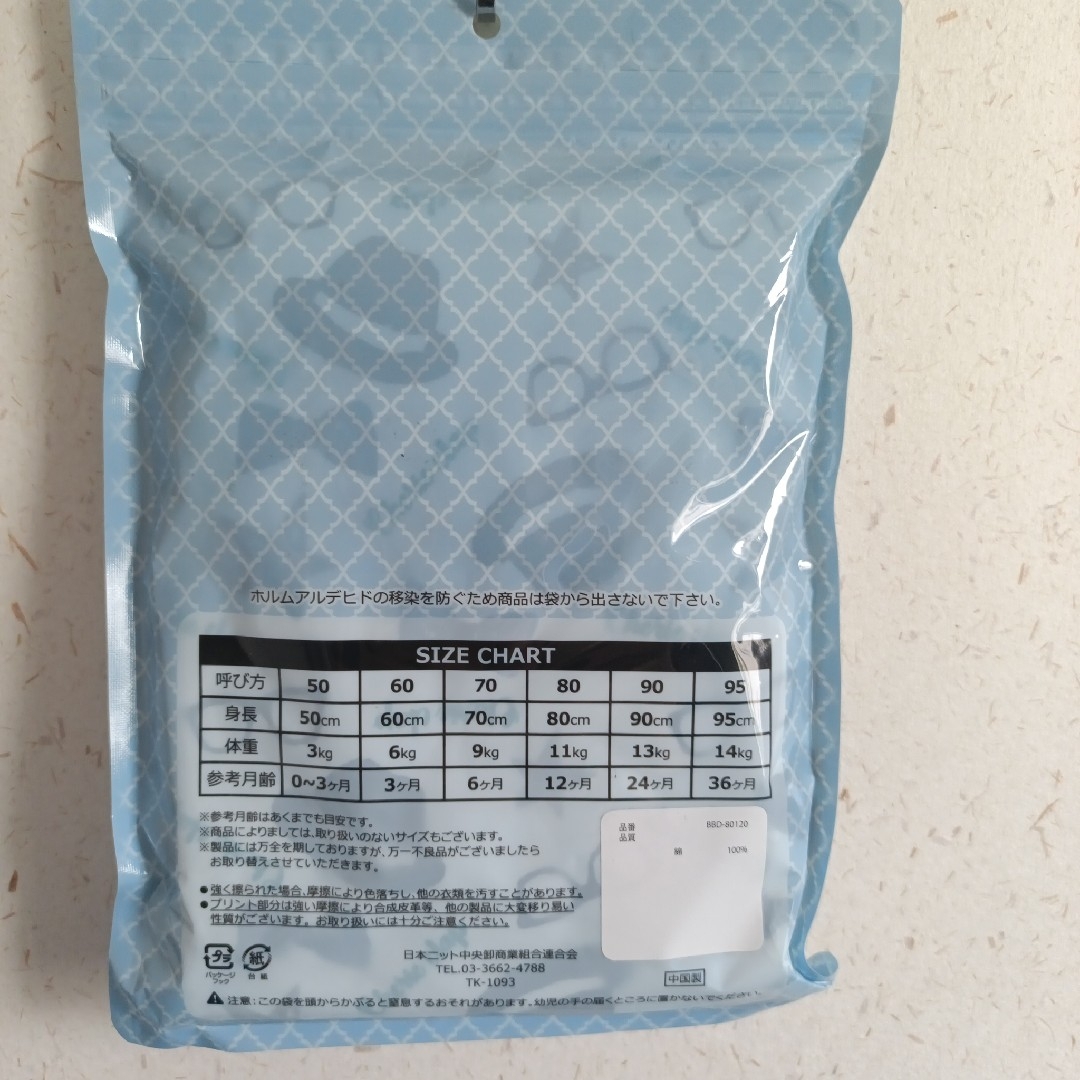 ホルムアルデヒドの移染を防ぐため商品は袋から出さないで下さい。
SIZE CHART
呼び方 50 60 70 80 90 95
身長 50cm 60cm 70cm 80cm 90cm 95cm
体重 3kg 6kg 9kg 11kg 13kg 14kg
参考月齢 0~3ヶ月 3ヶ月 6ヶ月 12ヶ月 24ヶ月 36ヶ月
※参考月齢はあくまでも目安です。
※商品によりましては、取り扱いのないサイズもございます。
※製品には万全を期しておりますが、万一不良品がございましたら
お取り替えさせていただきます。
●強く擦られた場合、摩擦により色落ちし、他の衣類を汚すことがあります。
●プリント部分は強い摩擦により合成皮革等、他の製品に大変移り易い
性質がございます。お取り扱いには十分ご注意ください。
品番 BBD-80120
品質
綿 100%
プラ
パッケージ
フック
紙
台紙
日本ニット中央卸商業組合連合会
TEL.03-3662-4788
TK-1093
中国製
注意:この袋を頭からかぶると窒息するおそれがあります。幼児の手の届くところに置かないでください。